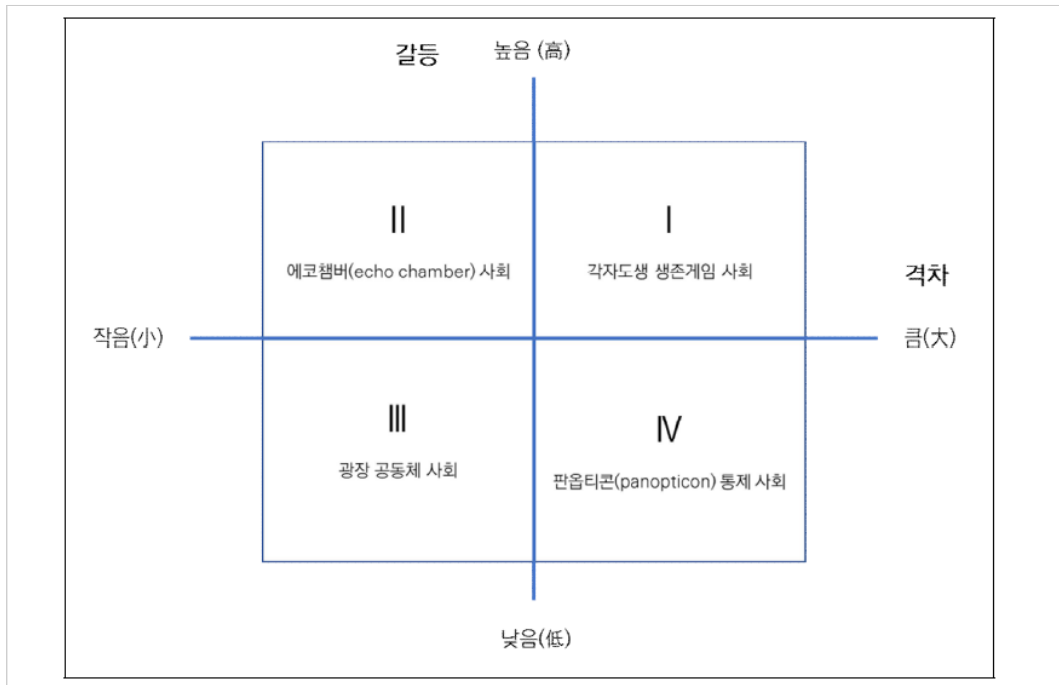 갈등
높음 (高)
Ⅱ
에코챔버(echo chamber) 사회
Ⅰ
각자도생 생존게임 사회
격차
작음(小)
큼(大)
Ⅲ
광장 공동체 사회
Ⅳ
판옵티콘(panopticon) 통제 사회
낮음(低)